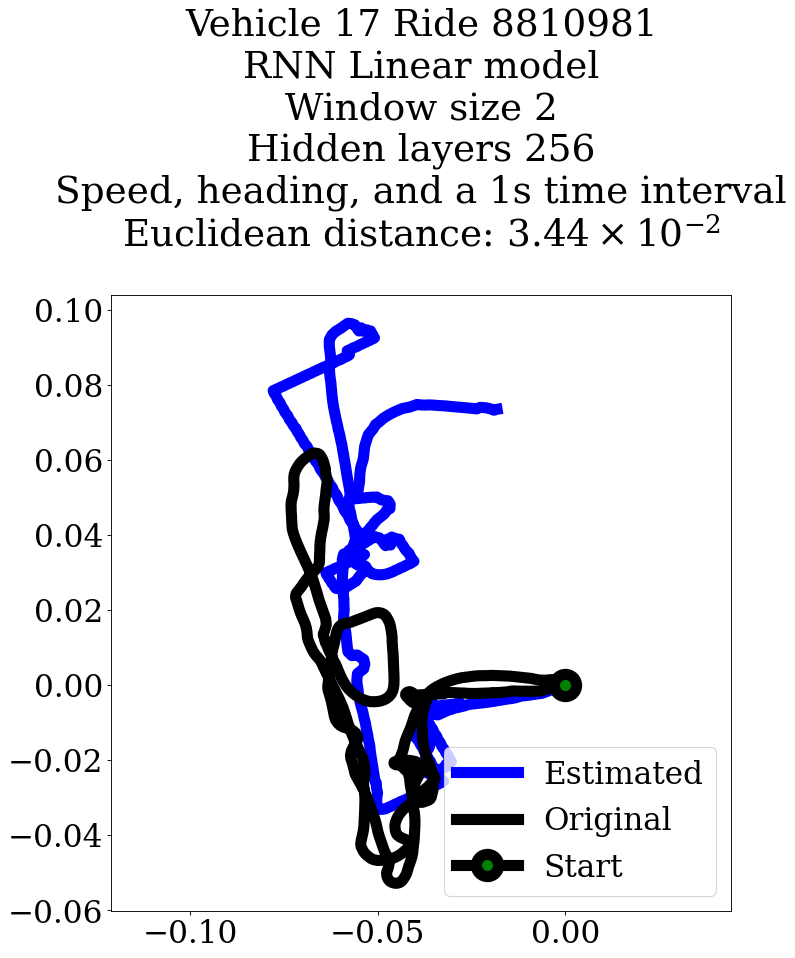 Vehicle 17 Ride 8810981
RNN Linear model
Window size 2
Hidden layers 256
Speed, heading, and a 1s time interval
Euclidean distance: 3.44 × 10⁻²
0.10
0.08
0.06
0.04
0.02
0.00
−0.02
−0.04
−0.06
−0.10
−0.05
0.00
Estimated
Original
Start